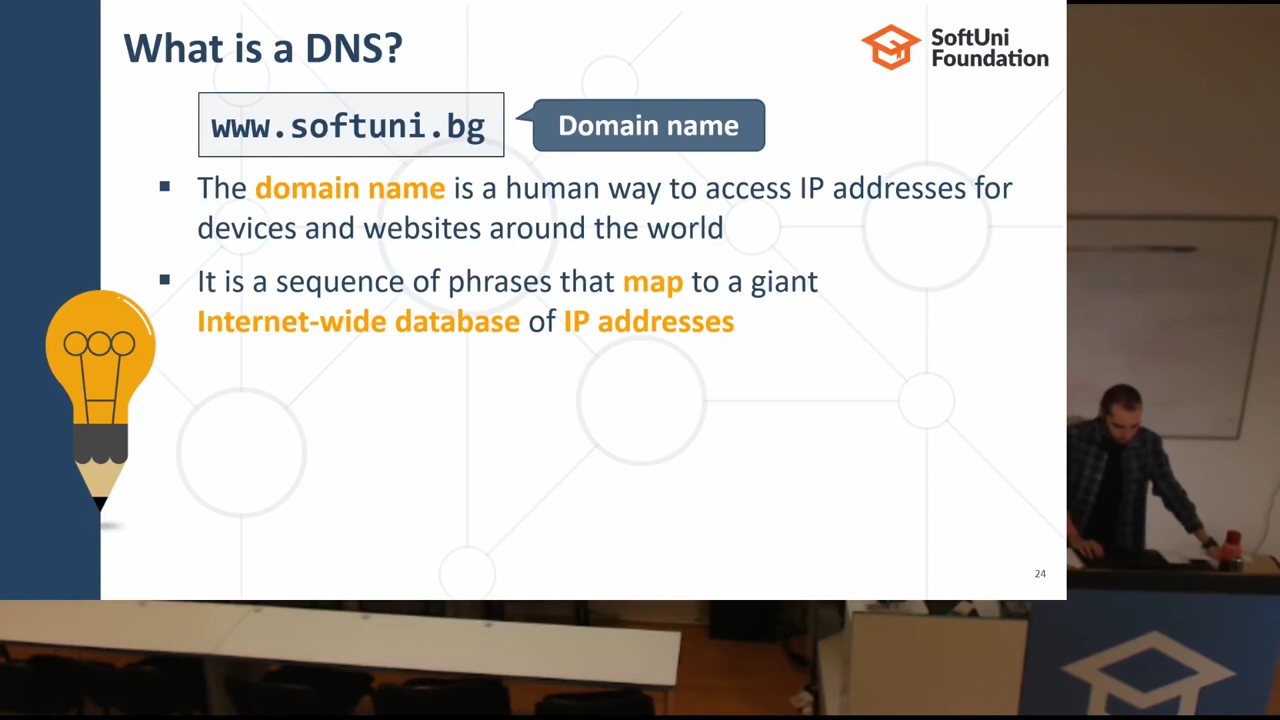 What is a DNS?
SoftUni
Foundation
www.softuni.bg
Domain name
The domain name is a human way to access IP addresses for
devices and websites around the world
It is a sequence of phrases that map to a giant
Internet-wide database of IP addresses
24